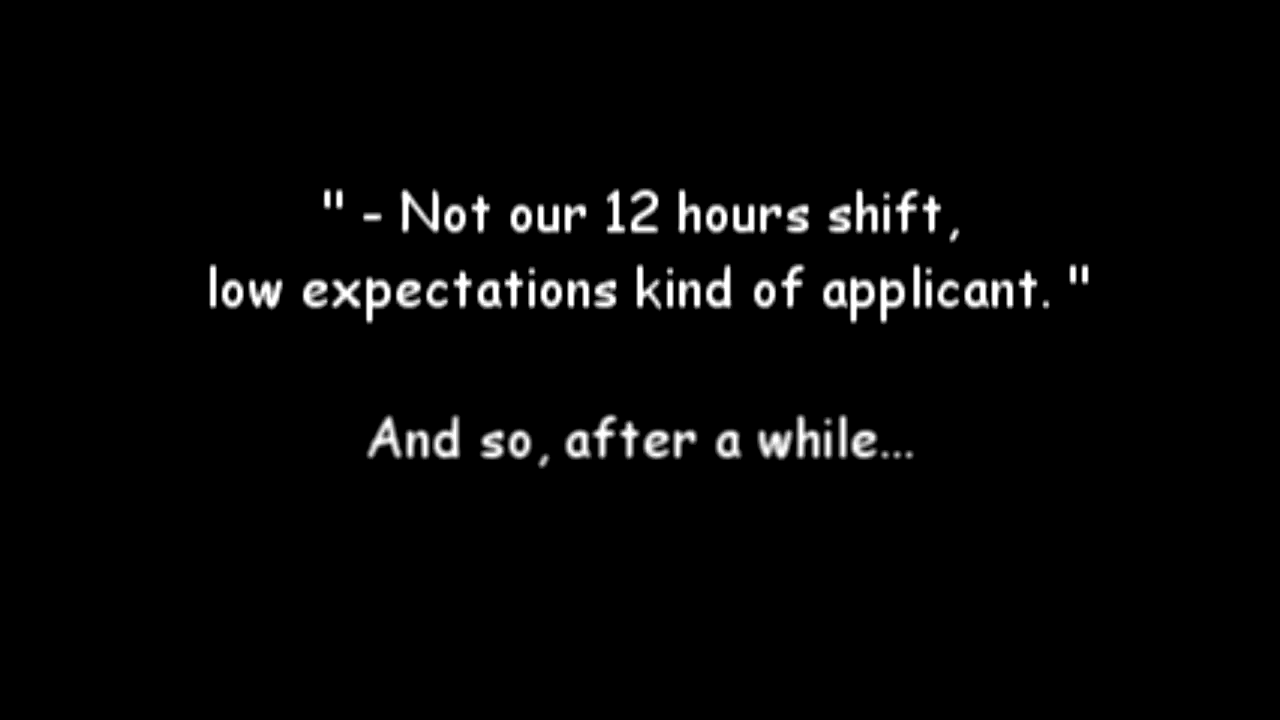 " - Not our 12 hours shift,
low expectations kind of applicant. "
And so, after a while...